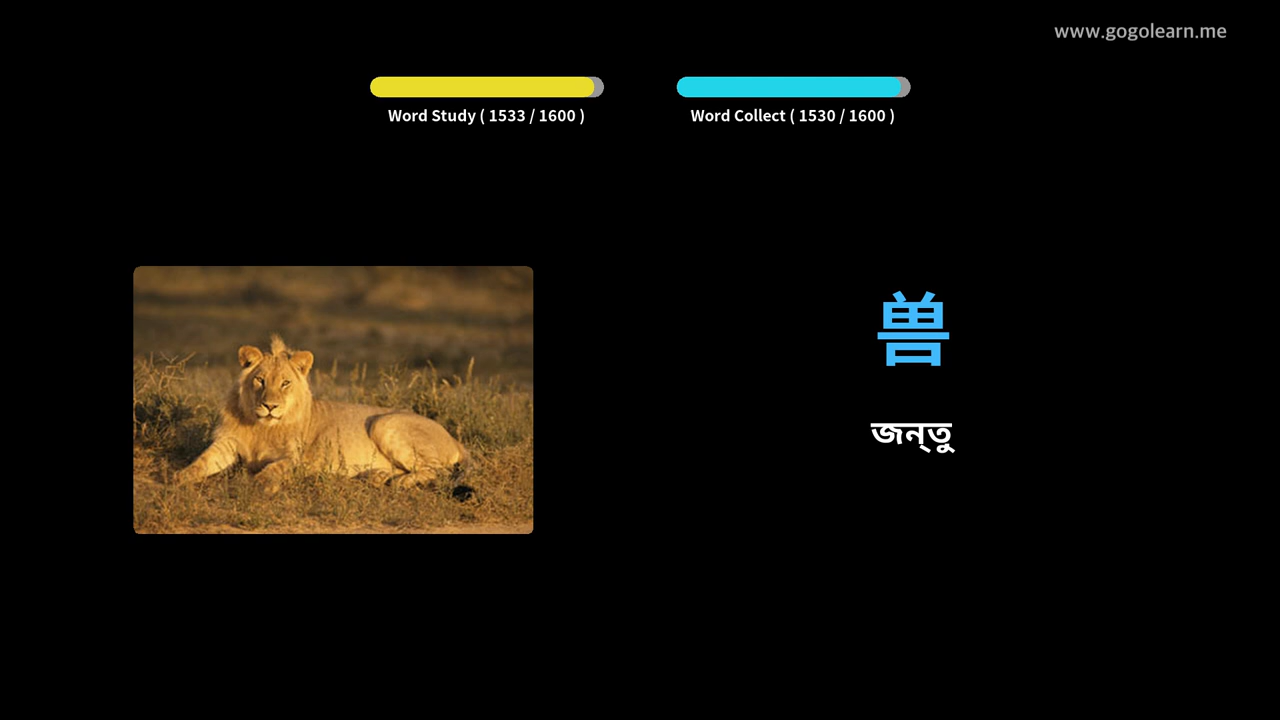 www.gogolearn.me
Word Study ( 1533 / 1600 )
Word Collect ( 1530 / 1600 )
兽
জন্তু